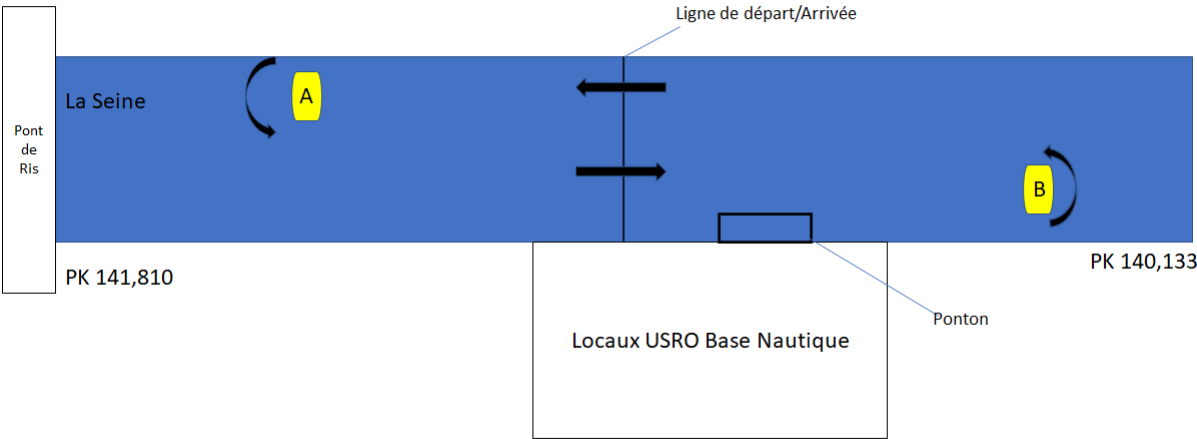 Ligne de départ/Arrivée
La Seine
A
Pont
de
Ris
B
PK 141,810
PK 140,133
Ponton
Locaux USRO Base Nautique